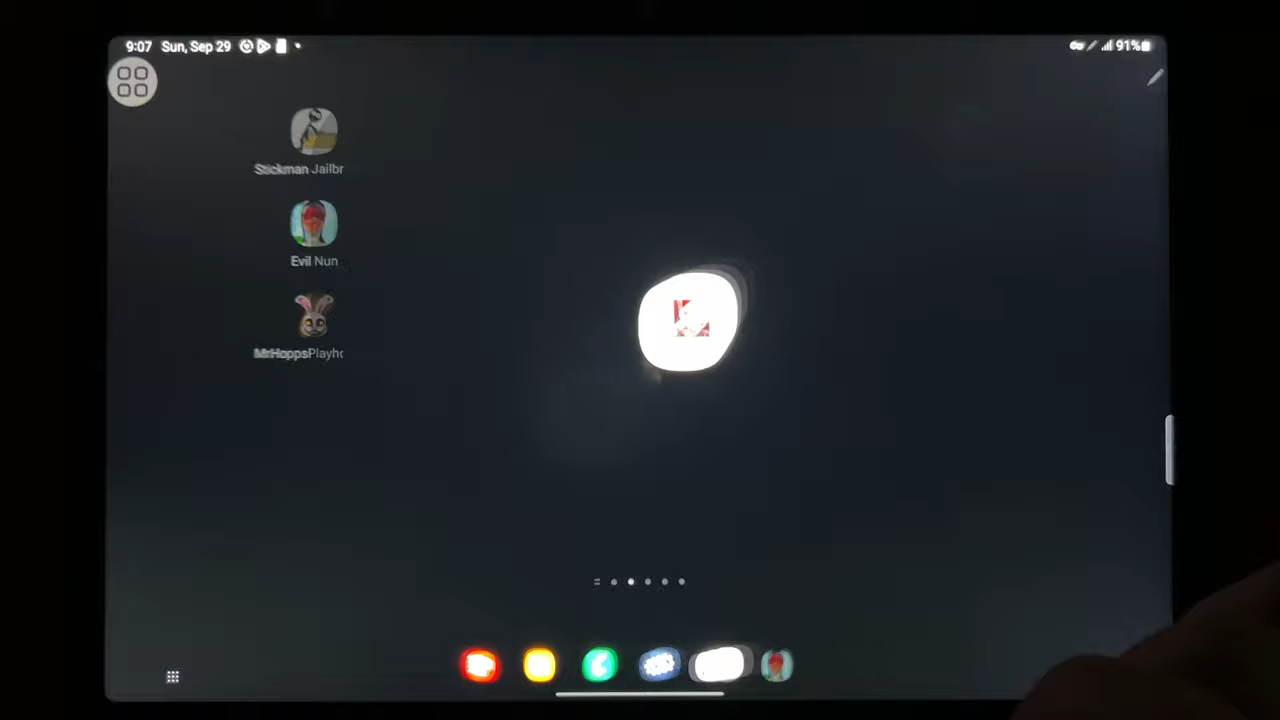 9:07 Sun, Sep 29
91%
Stickman Jailbr
Evil Nun
MrHoppsPlayho